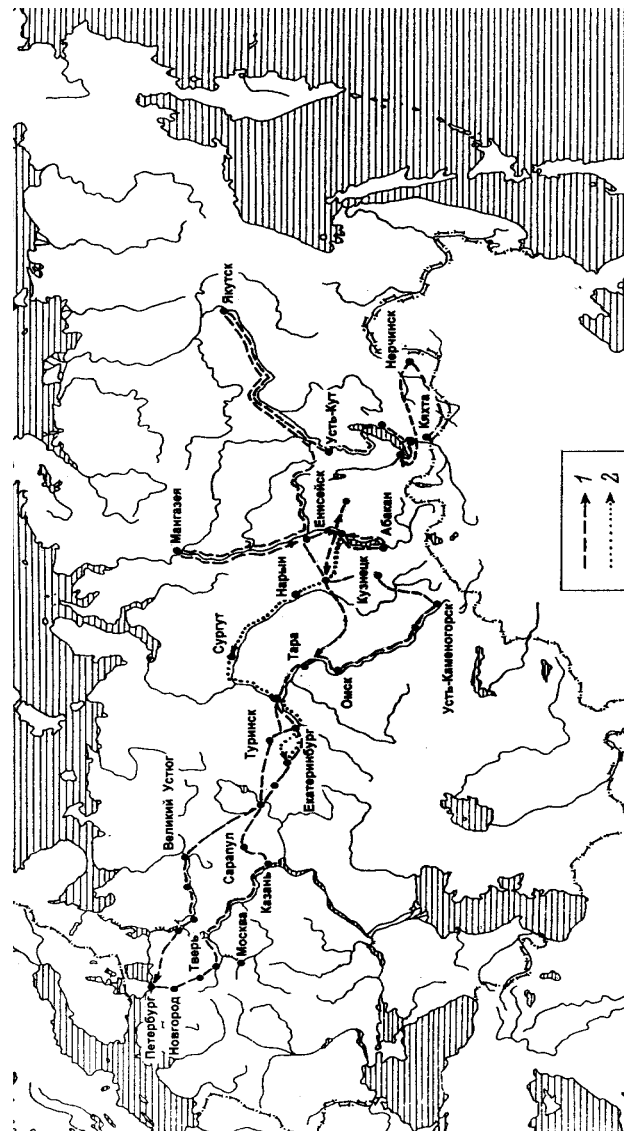 Петербург
Новгород
Тверь
Москва
Великий Устюг
Сарапул
Казань
Туринск
Екатеринбург
Тара
Омск
Усть-Каменогорск
Сургут
Нарын
Кузнецк
Мангазея
Енисейск
Абакан
Якутск
Усть-Кут
Кяхта
Нерчинск
1
2